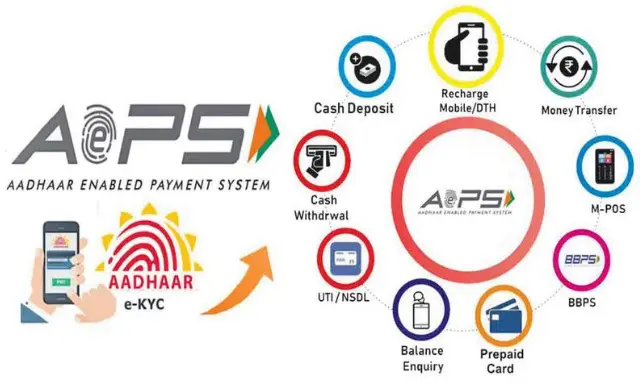 AePS
AADHAAR ENABLED PAYMENT SYSTEM
AADHAAR
e-KYC
Recharge
Mobile/DTH
Money Transfer
M-POS
BBPS
BBPS
Prepaid
Card
Balance
Enquiry
UTI / NSDL
PAN
Cash
Withdrwal
Cash Deposit
AePS
AADHAAR ENABLED PAYMENT SYSTEM